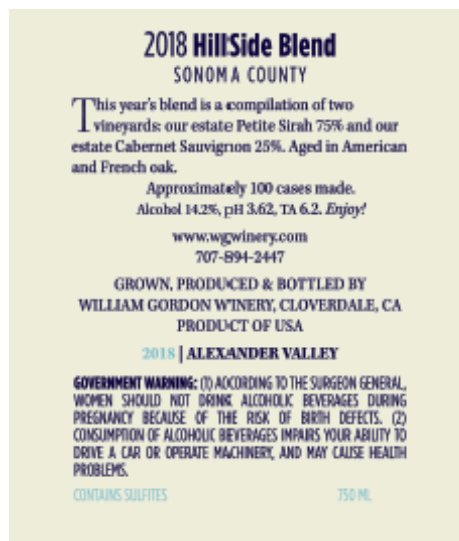 2018 HillSide Blend
SONOMA COUNTY
This year's blend is a compilation of two
vineyards: our estate Petite Sirah 75% and our
estate Cabernet Sauvignon 25%. Aged in American
and French oak.
Approximately 100 cases made.
Alcohol 14.2%, pH 3.62, TA 6.2. Enjoy!
www.wgwinery.com
707-894-2447
GROWN, PRODUCED & BOTTLED BY
WILLIAM GORDON WINERY, CLOVERDALE, CA
PRODUCT OF USA
2018 | ALEXANDER VALLEY
GOVERNMENT WARNING: (1) ACCORDING TO THE SURGEON GENERAL,
WOMEN SHOULD NOT DRINK ALCOHOLIC BEVERAGES DURING
PREGNANCY BECAUSE OF THE RISK OF BIRTH DEFECTS. (2)
CONSUMPTION OF ALCOHOLIC BEVERAGES IMPAIRS YOUR ABILITY TO
DRIVE A CAR OR OPERATE MACHINERY, AND MAY CAUSE HEALTH
PROBLEMS.
CONTAINS SULFITES 750 ML